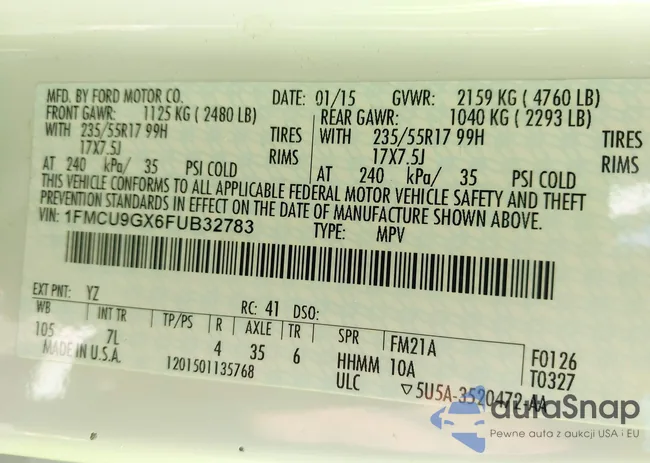 MFD. BY FORD MOTOR CO. DATE: 01/15 GVWR: 2159 KG ( 4760 LB)
FRONT GAWR: 1125 KG ( 2480 LB) REAR GAWR: 1040 KG ( 2293 LB)
WITH 235/55R17 99H TIRES WITH 235/55R17 99H TIRES
17X7.5J RIMS 17X7.5J RIMS
AT 240 kPa/ 35 PSI COLD AT 240 kPa/ 35 PSI COLD
THIS VEHICLE CONFORMS TO ALL APPLICABLE FEDERAL MOTOR VEHICLE SAFETY AND THEFT
PREVENTION STANDARDS IN EFFECT ON THE DATE OF MANUFACTURE SHOWN ABOVE.
VIN: 1FMCU9GX6FUB32783 TYPE: MPV
EXT PNT: YZ RC: 41 DSO:
WB INT TR TP/PS R AXLE TR SPR FM21A F0126
105 7L 4 35 6 HHMM 10A T0327
MADE IN U.S.A. 1201501135768 ULC ▽5U5A-3520472-AA
autoSnap
Pewne auta z aukcji USA i EU